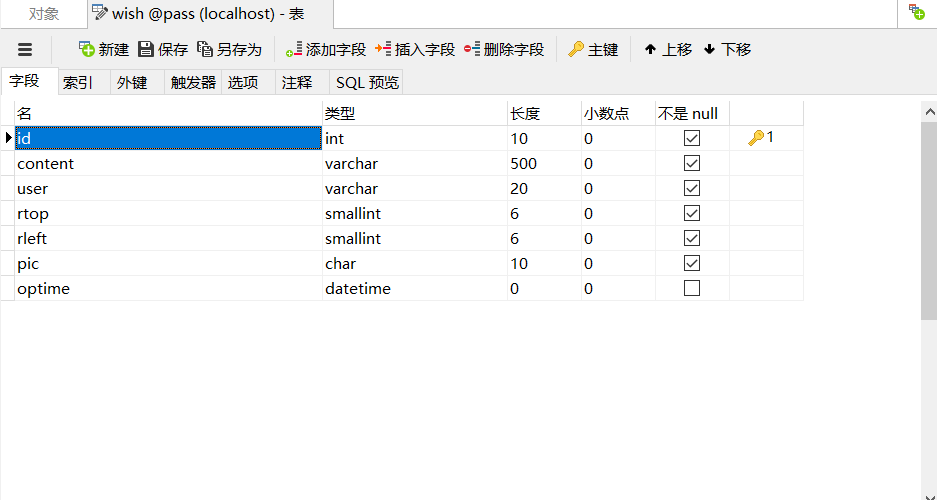 对象 wish @pass (localhost) - 表
新建 保存 另存为 添加字段 插入字段 删除字段 主键 上移 下移
字段 索引 外键 触发器 选项 注释 SQL 预览
名 类型 长度 小数点 不是 null
id int 10 0 1
content varchar 500 0
user varchar 20 0
rtop smallint 6 0
rleft smallint 6 0
pic char 10 0
optime datetime 0 0